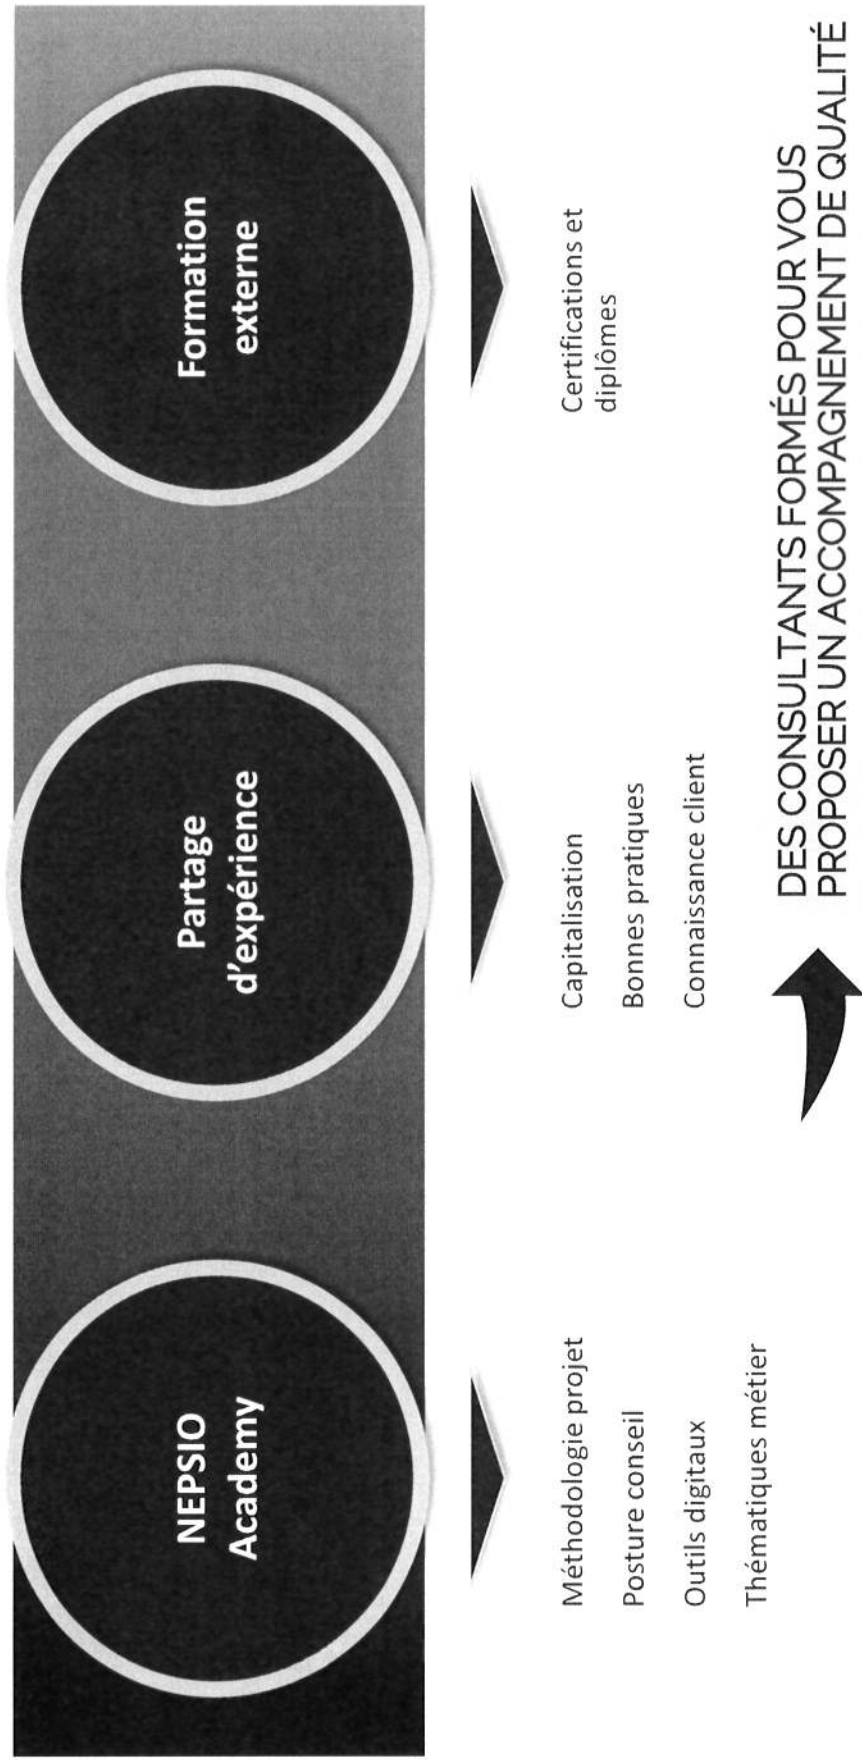 NEPSIO
Academy
Partage
d'expérience
Formation
externe
Méthodologie projet
Posture conseil
Outils digitaux
Thématiques métier
Capitalisation
Bonnes pratiques
Connaissance client
Certifications et
diplômes
DES CONSULTANTS FORMÉS POUR VOUS
PROPOSER UN ACCOMPAGNEMENT DE QUALITÉ